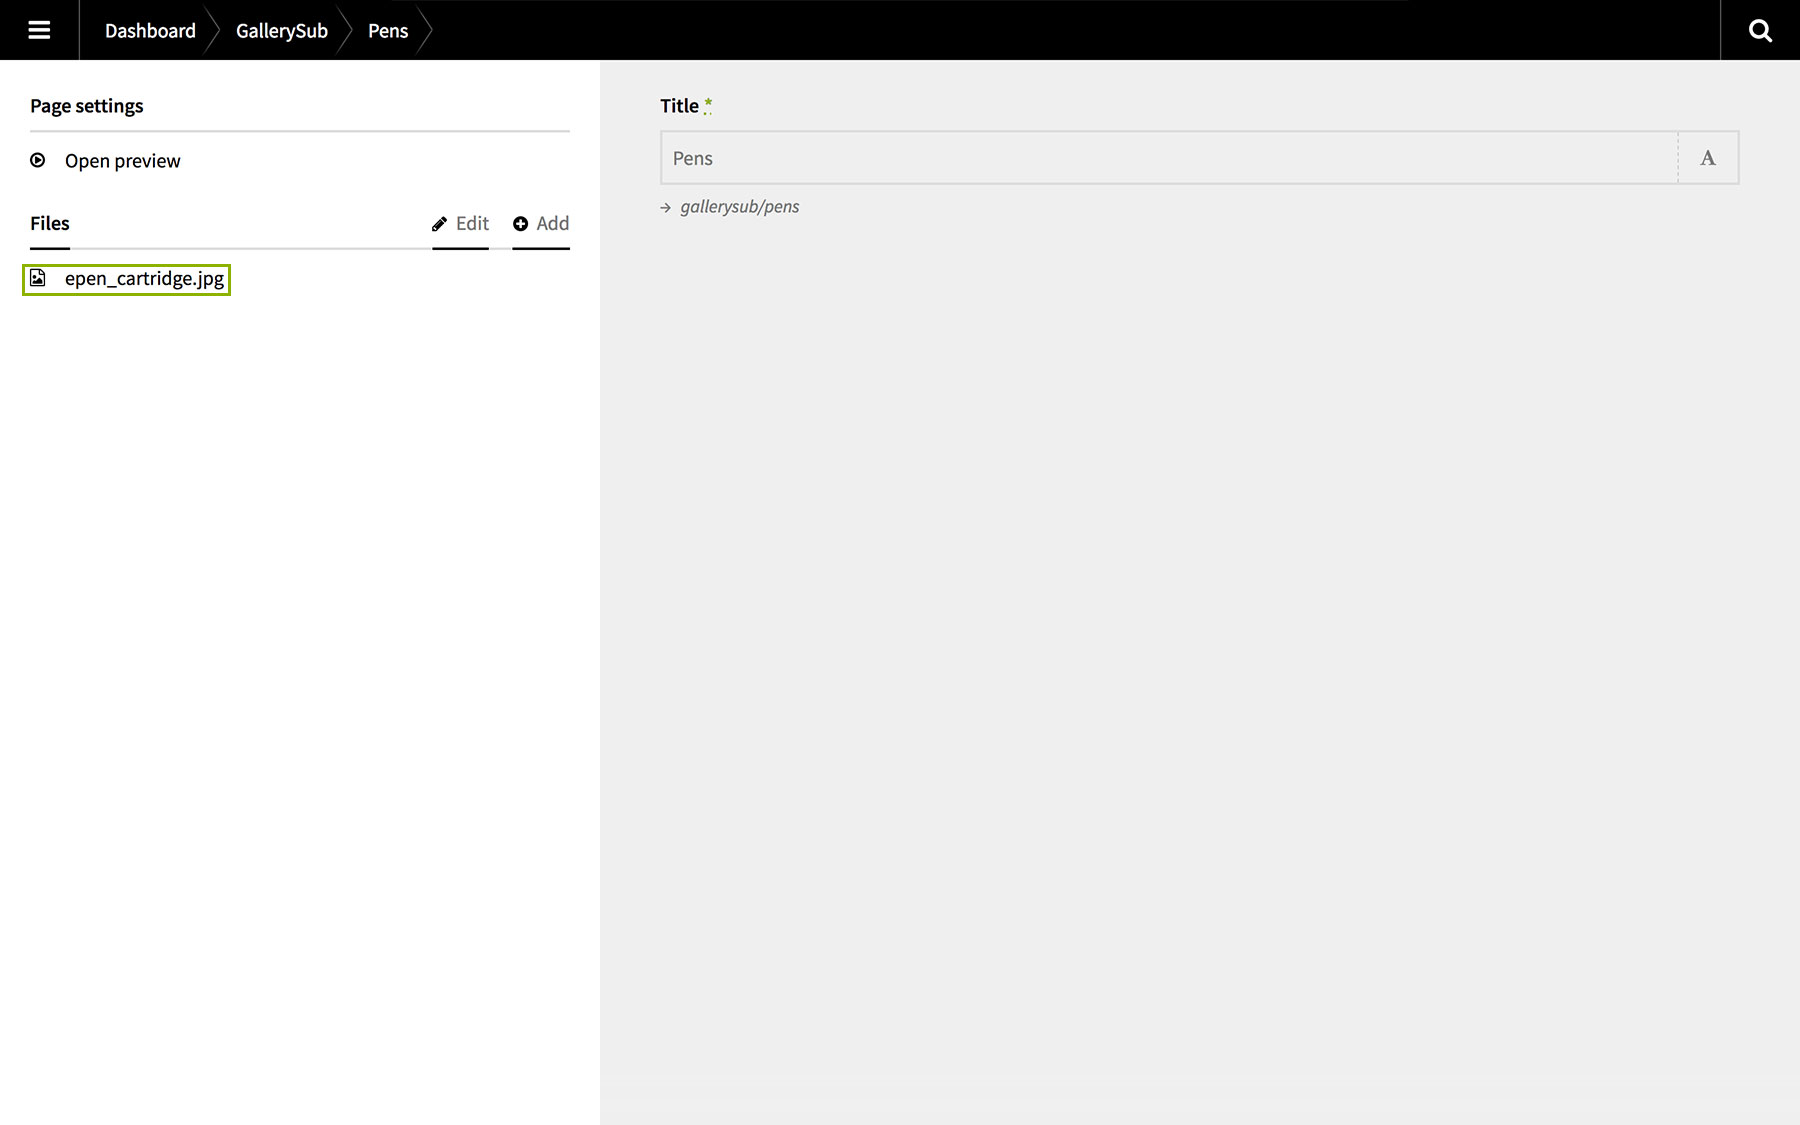 Dashboard GallerySub Pens
Page settings
Open preview
Files Edit Add
epen_cartridge.jpg
Title *
Pens A
→ gallerysub/pens